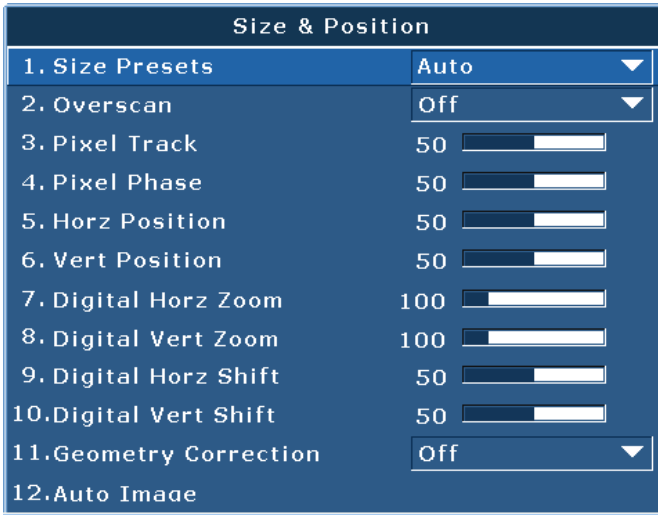 Size & Position
1. Size Presets Auto
2. Overscan Off
3. Pixel Track 50
4. Pixel Phase 50
5. Horz Position 50
6. Vert Position 50
7. Digital Horz Zoom 100
8. Digital Vert Zoom 100
9. Digital Horz Shift 50
10. Digital Vert Shift 50
11. Geometry Correction Off
12. Auto Image